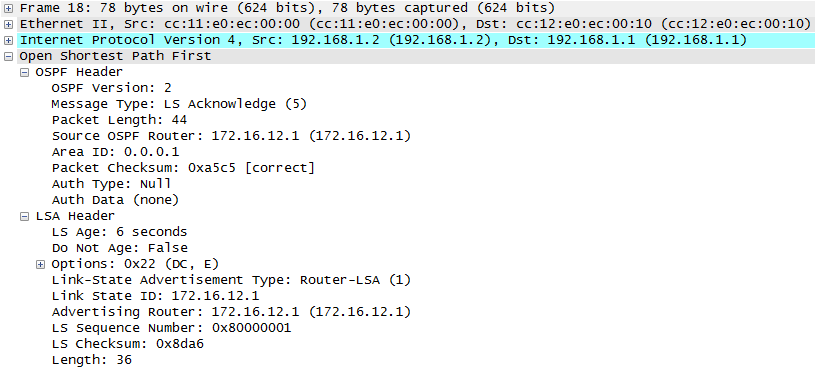 Frame 18: 78 bytes on wire (624 bits), 78 bytes captured (624 bits)
Ethernet II, Src: cc:11:e0:ec:00:00 (cc:11:e0:ec:00:00), Dst: cc:12:e0:ec:00:10 (cc:12:e0:ec:00:10)
Internet Protocol Version 4, Src: 192.168.1.2 (192.168.1.2), Dst: 192.168.1.1 (192.168.1.1)
Open Shortest Path First
OSPF Header
OSPF Version: 2
Message Type: LS Acknowledge (5)
Packet Length: 44
Source OSPF Router: 172.16.12.1 (172.16.12.1)
Area ID: 0.0.0.1
Packet Checksum: 0xa5c5 [correct]
Auth Type: Null
Auth Data (none)
LSA Header
LS Age: 6 seconds
Do Not Age: False
Options: 0x22 (DC, E)
Link-State Advertisement Type: Router-LSA (1)
Link State ID: 172.16.12.1
Advertising Router: 172.16.12.1 (172.16.12.1)
LS Sequence Number: 0x80000001
LS Checksum: 0x8da6
Length: 36